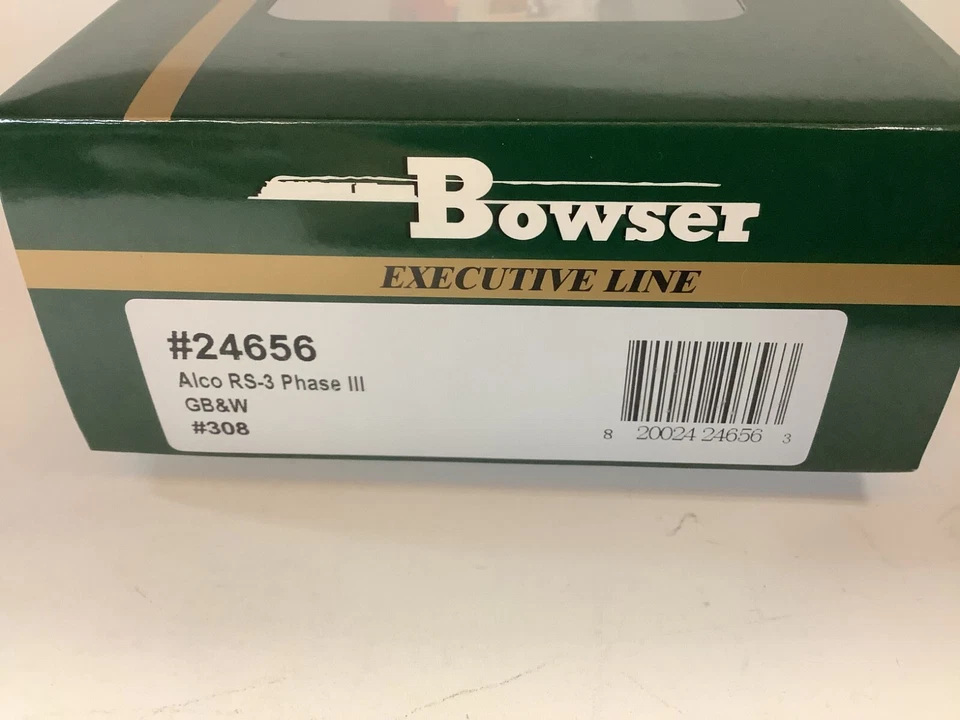 Bowser
EXECUTIVE LINE
#24656
Alco RS-3 Phase III
GB&W
#308
8 20024 24656 3